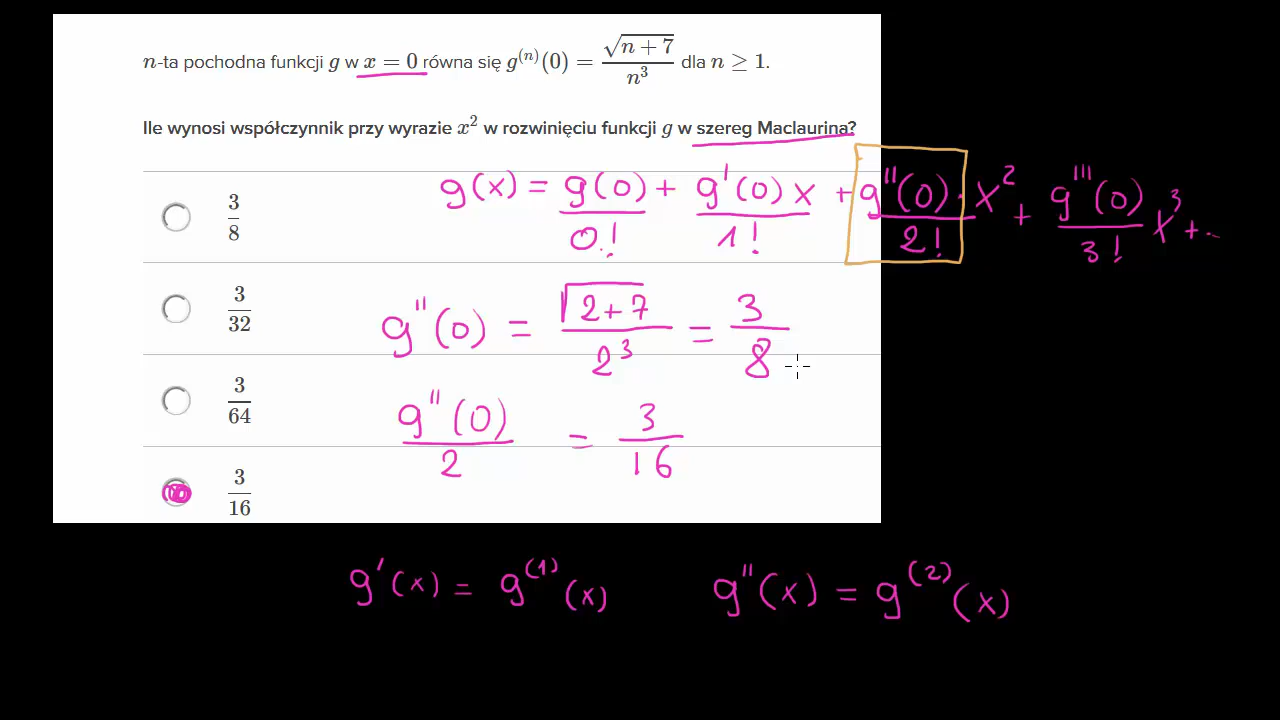 n-ta pochodna funkcji g w x = 0 równa się g^(n)(0) = √(n + 7) / n³ dla n ≥ 1.
Ile wynosi współczynnik przy wyrazie x² w rozwinięciu funkcji g w szereg Maclaurina?
g(x) = g(0)/0! + g'(0)x/1! + g''(0)/2! · x² + g'''(0)/3! x³ + ...
3/8
g''(0) = √(2+7) / 2³ = 3/8
3/32
3/64
g''(0)/2 = 3/16
3/16
g'(x) = g^(1)(x)
g''(x) = g^(2)(x)